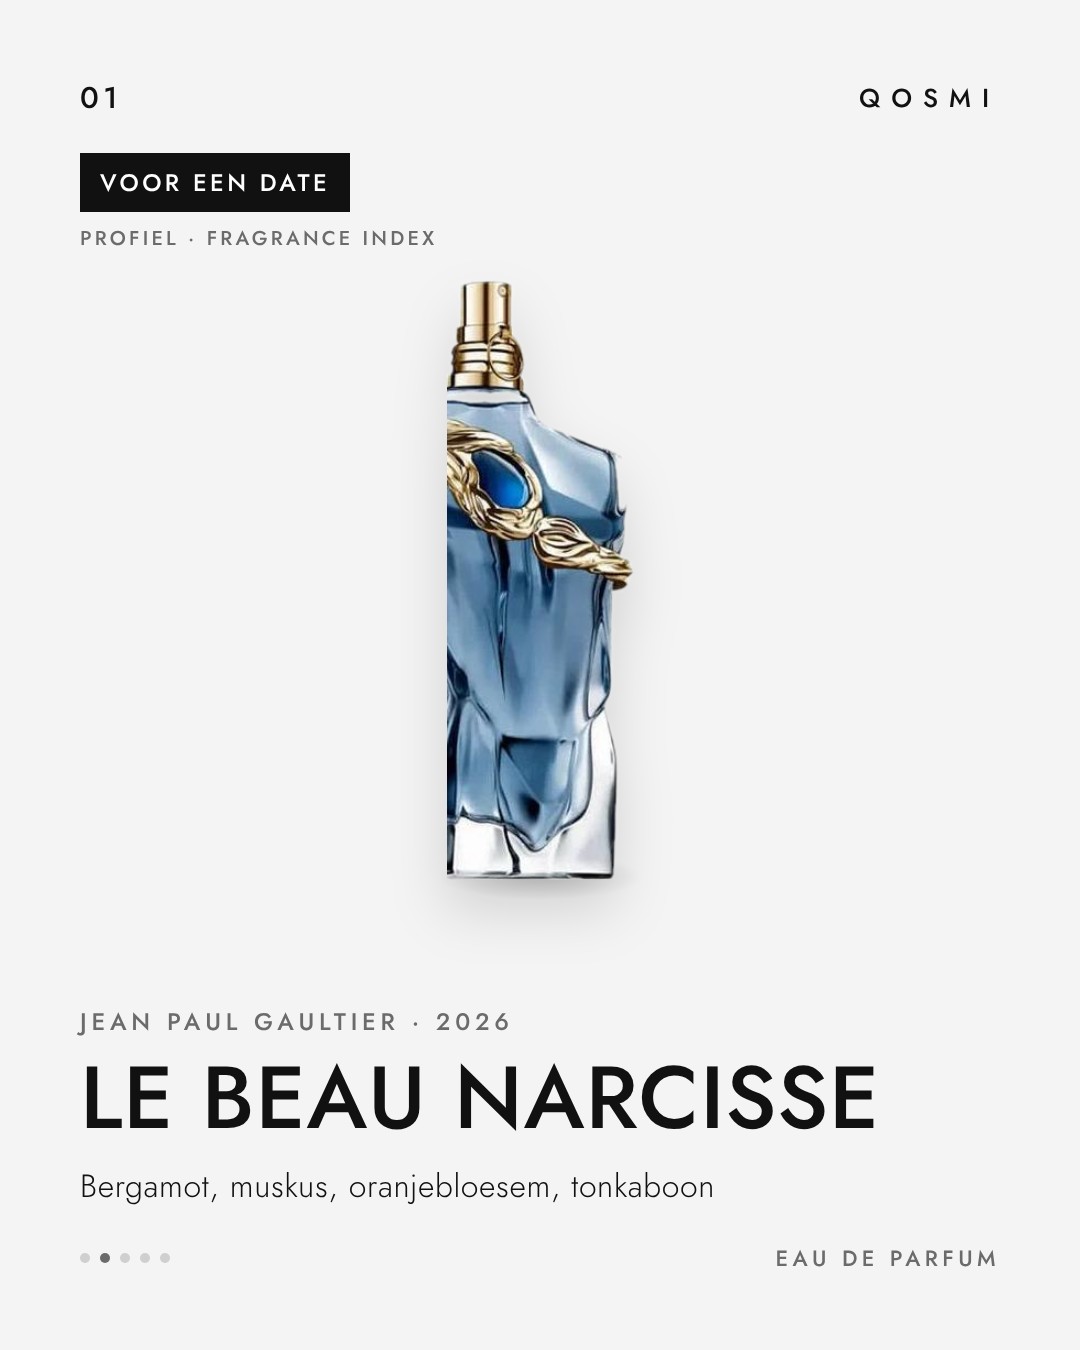 01
QOSMI
VOOR EEN DATE
PROFIEL · FRAGRANCE INDEX
JEAN PAUL GAULTIER · 2026
LE BEAU NARCISSE
Bergamot, muskus, oranjebloesem, tonkaboon
EAU DE PARFUM